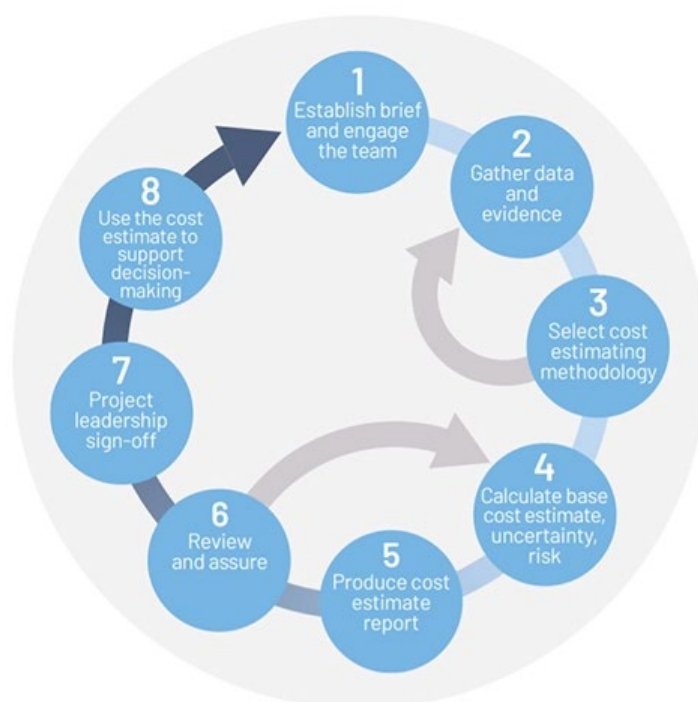 1
Establish brief
and engage
the team
2
Gather data
and
evidence
3
Select cost
estimating
methodology
4
Calculate base
cost estimate,
uncertainty,
risk
5
Produce cost
estimate
report
6
Review
and assure
7
Project
leadership
sign-off
8
Use the cost
estimate to
support
decision-
making